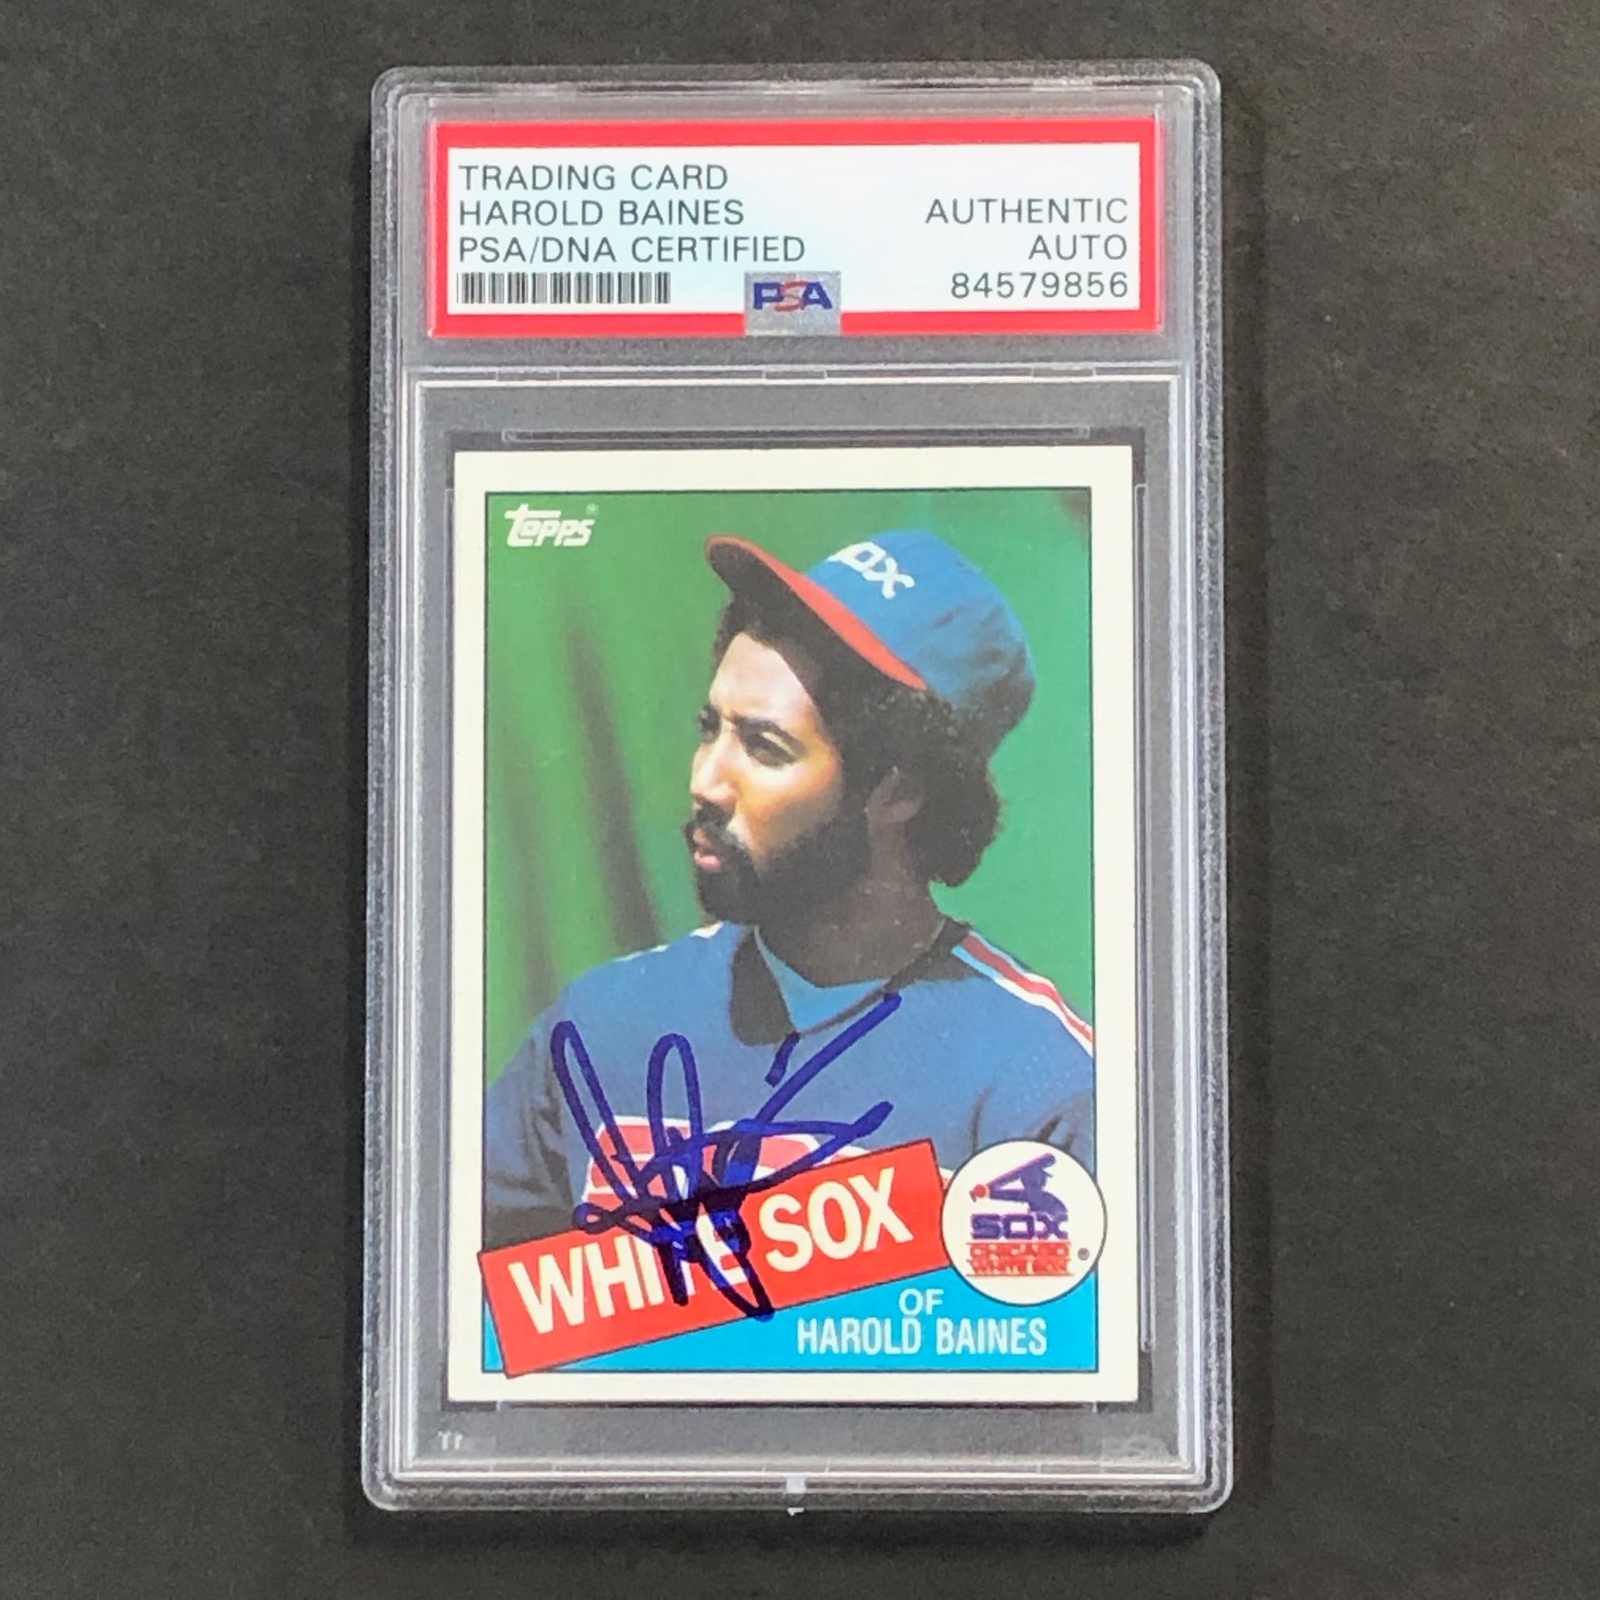 TRADING CARD
HAROLD BAINES
PSA/DNA CERTIFIED
AUTHENTIC
AUTO
84579856
PSA
Topps®
SOX
WHITE SOX
SOX
CHICAGO
WHITE SOX
®
OF
HAROLD BAINES